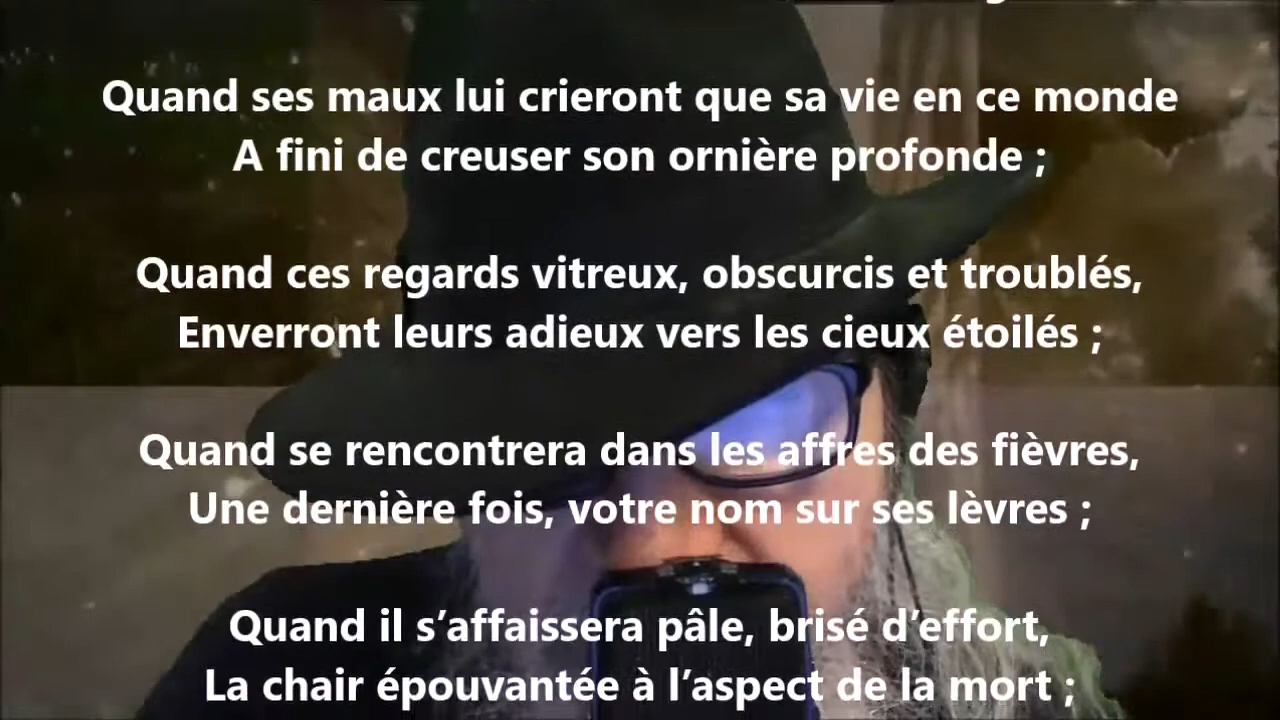 Quand ses maux lui crieront que sa vie en ce monde
A fini de creuser son ornière profonde ;
Quand ces regards vitreux, obscurcis et troublés,
Enverront leurs adieux vers les cieux étoilés ;
Quand se rencontrera dans les affres des fièvres,
Une dernière fois, votre nom sur ses lèvres ;
Quand il s’affaissera pâle, brisé d’effort,
La chair épouvantée à l’aspect de la mort ;